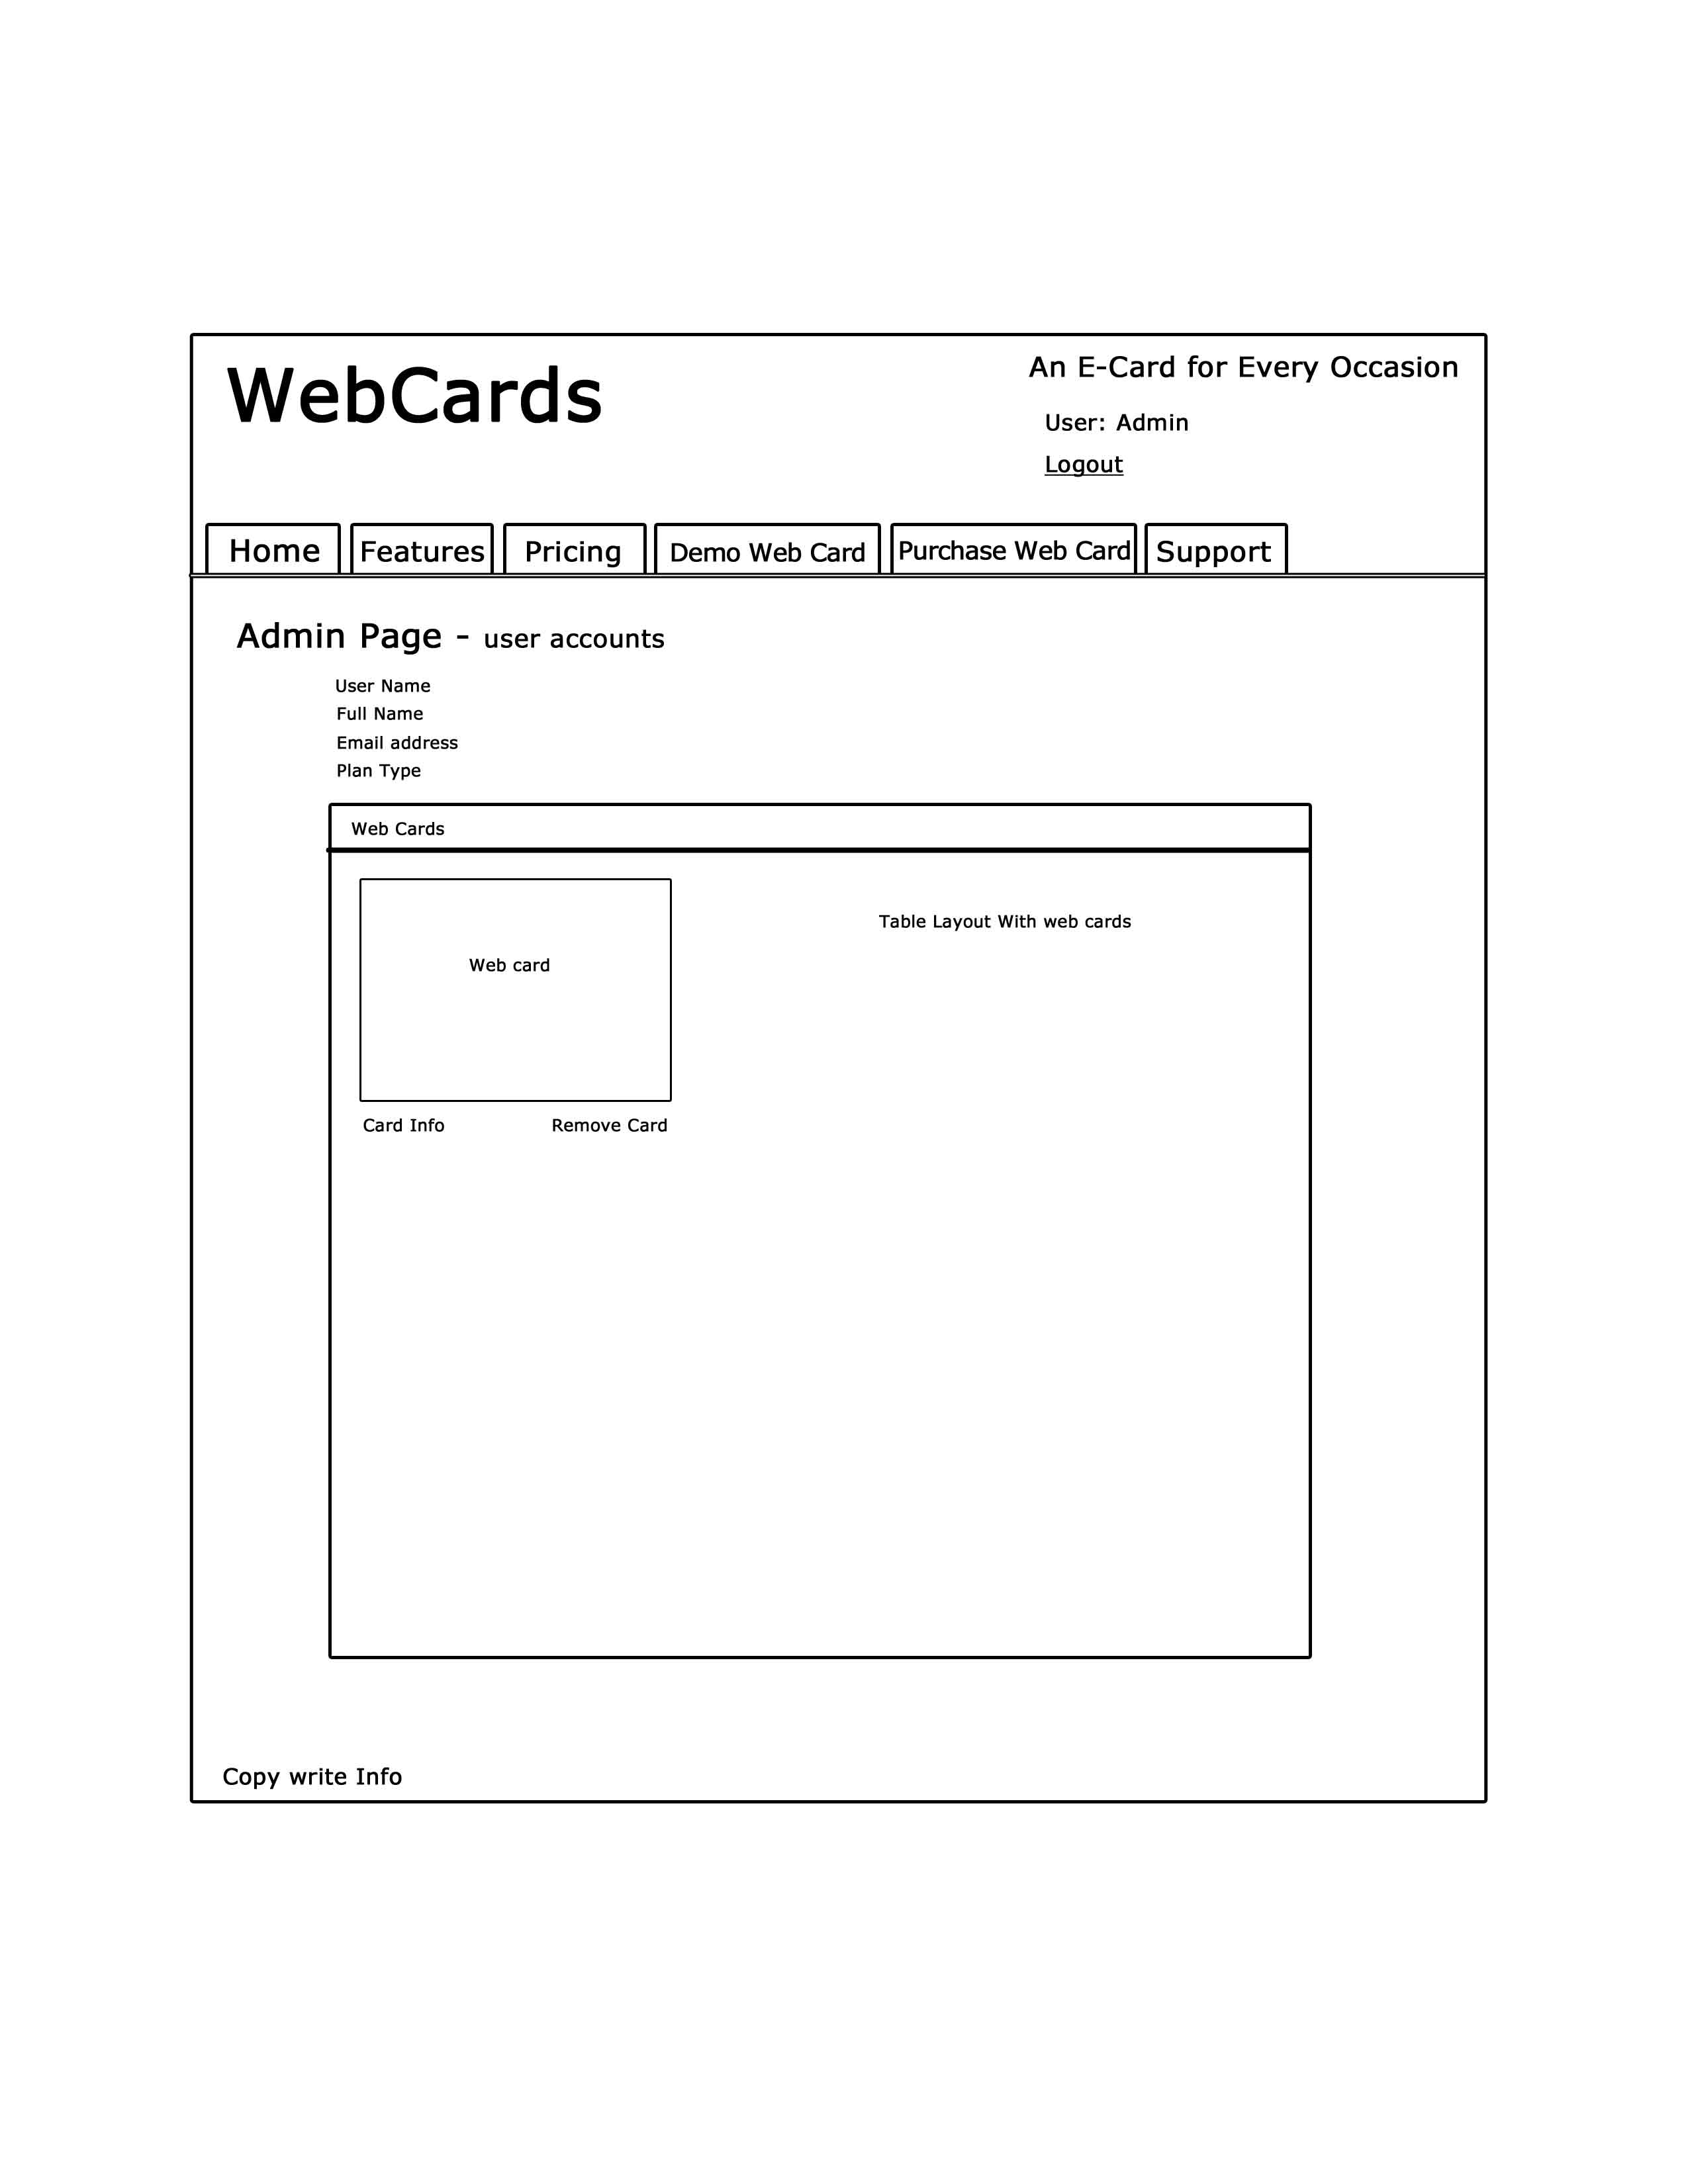 WebCards
An E-Card for Every Occasion
User: Admin
Logout
Home Features Pricing Demo Web Card Purchase Web Card Support
Admin Page - user accounts
User Name
Full Name
Email address
Plan Type
Web Cards
Table Layout With web cards
Web card
Card Info Remove Card
Copy write Info